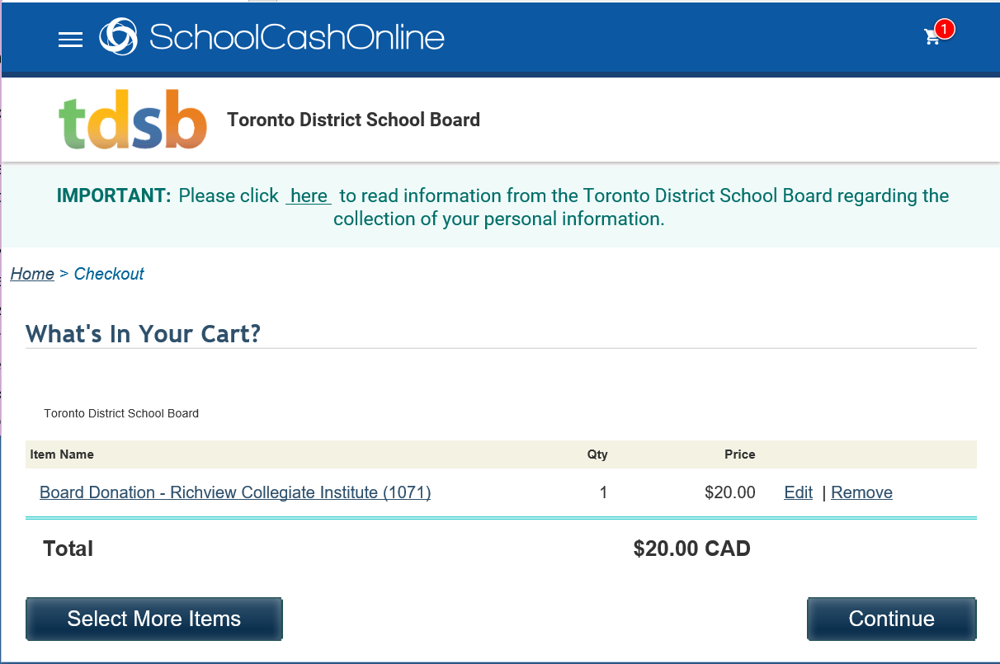 SchoolCashOnline
1
tdsb
Toronto District School Board
IMPORTANT: Please click here to read information from the Toronto District School Board regarding the
collection of your personal information.
Home > Checkout
What's In Your Cart?
Toronto District School Board
Item Name Qty Price
Board Donation - Richview Collegiate Institute (1071) 1 $20.00 Edit | Remove
Total $20.00 CAD
Select More Items Continue